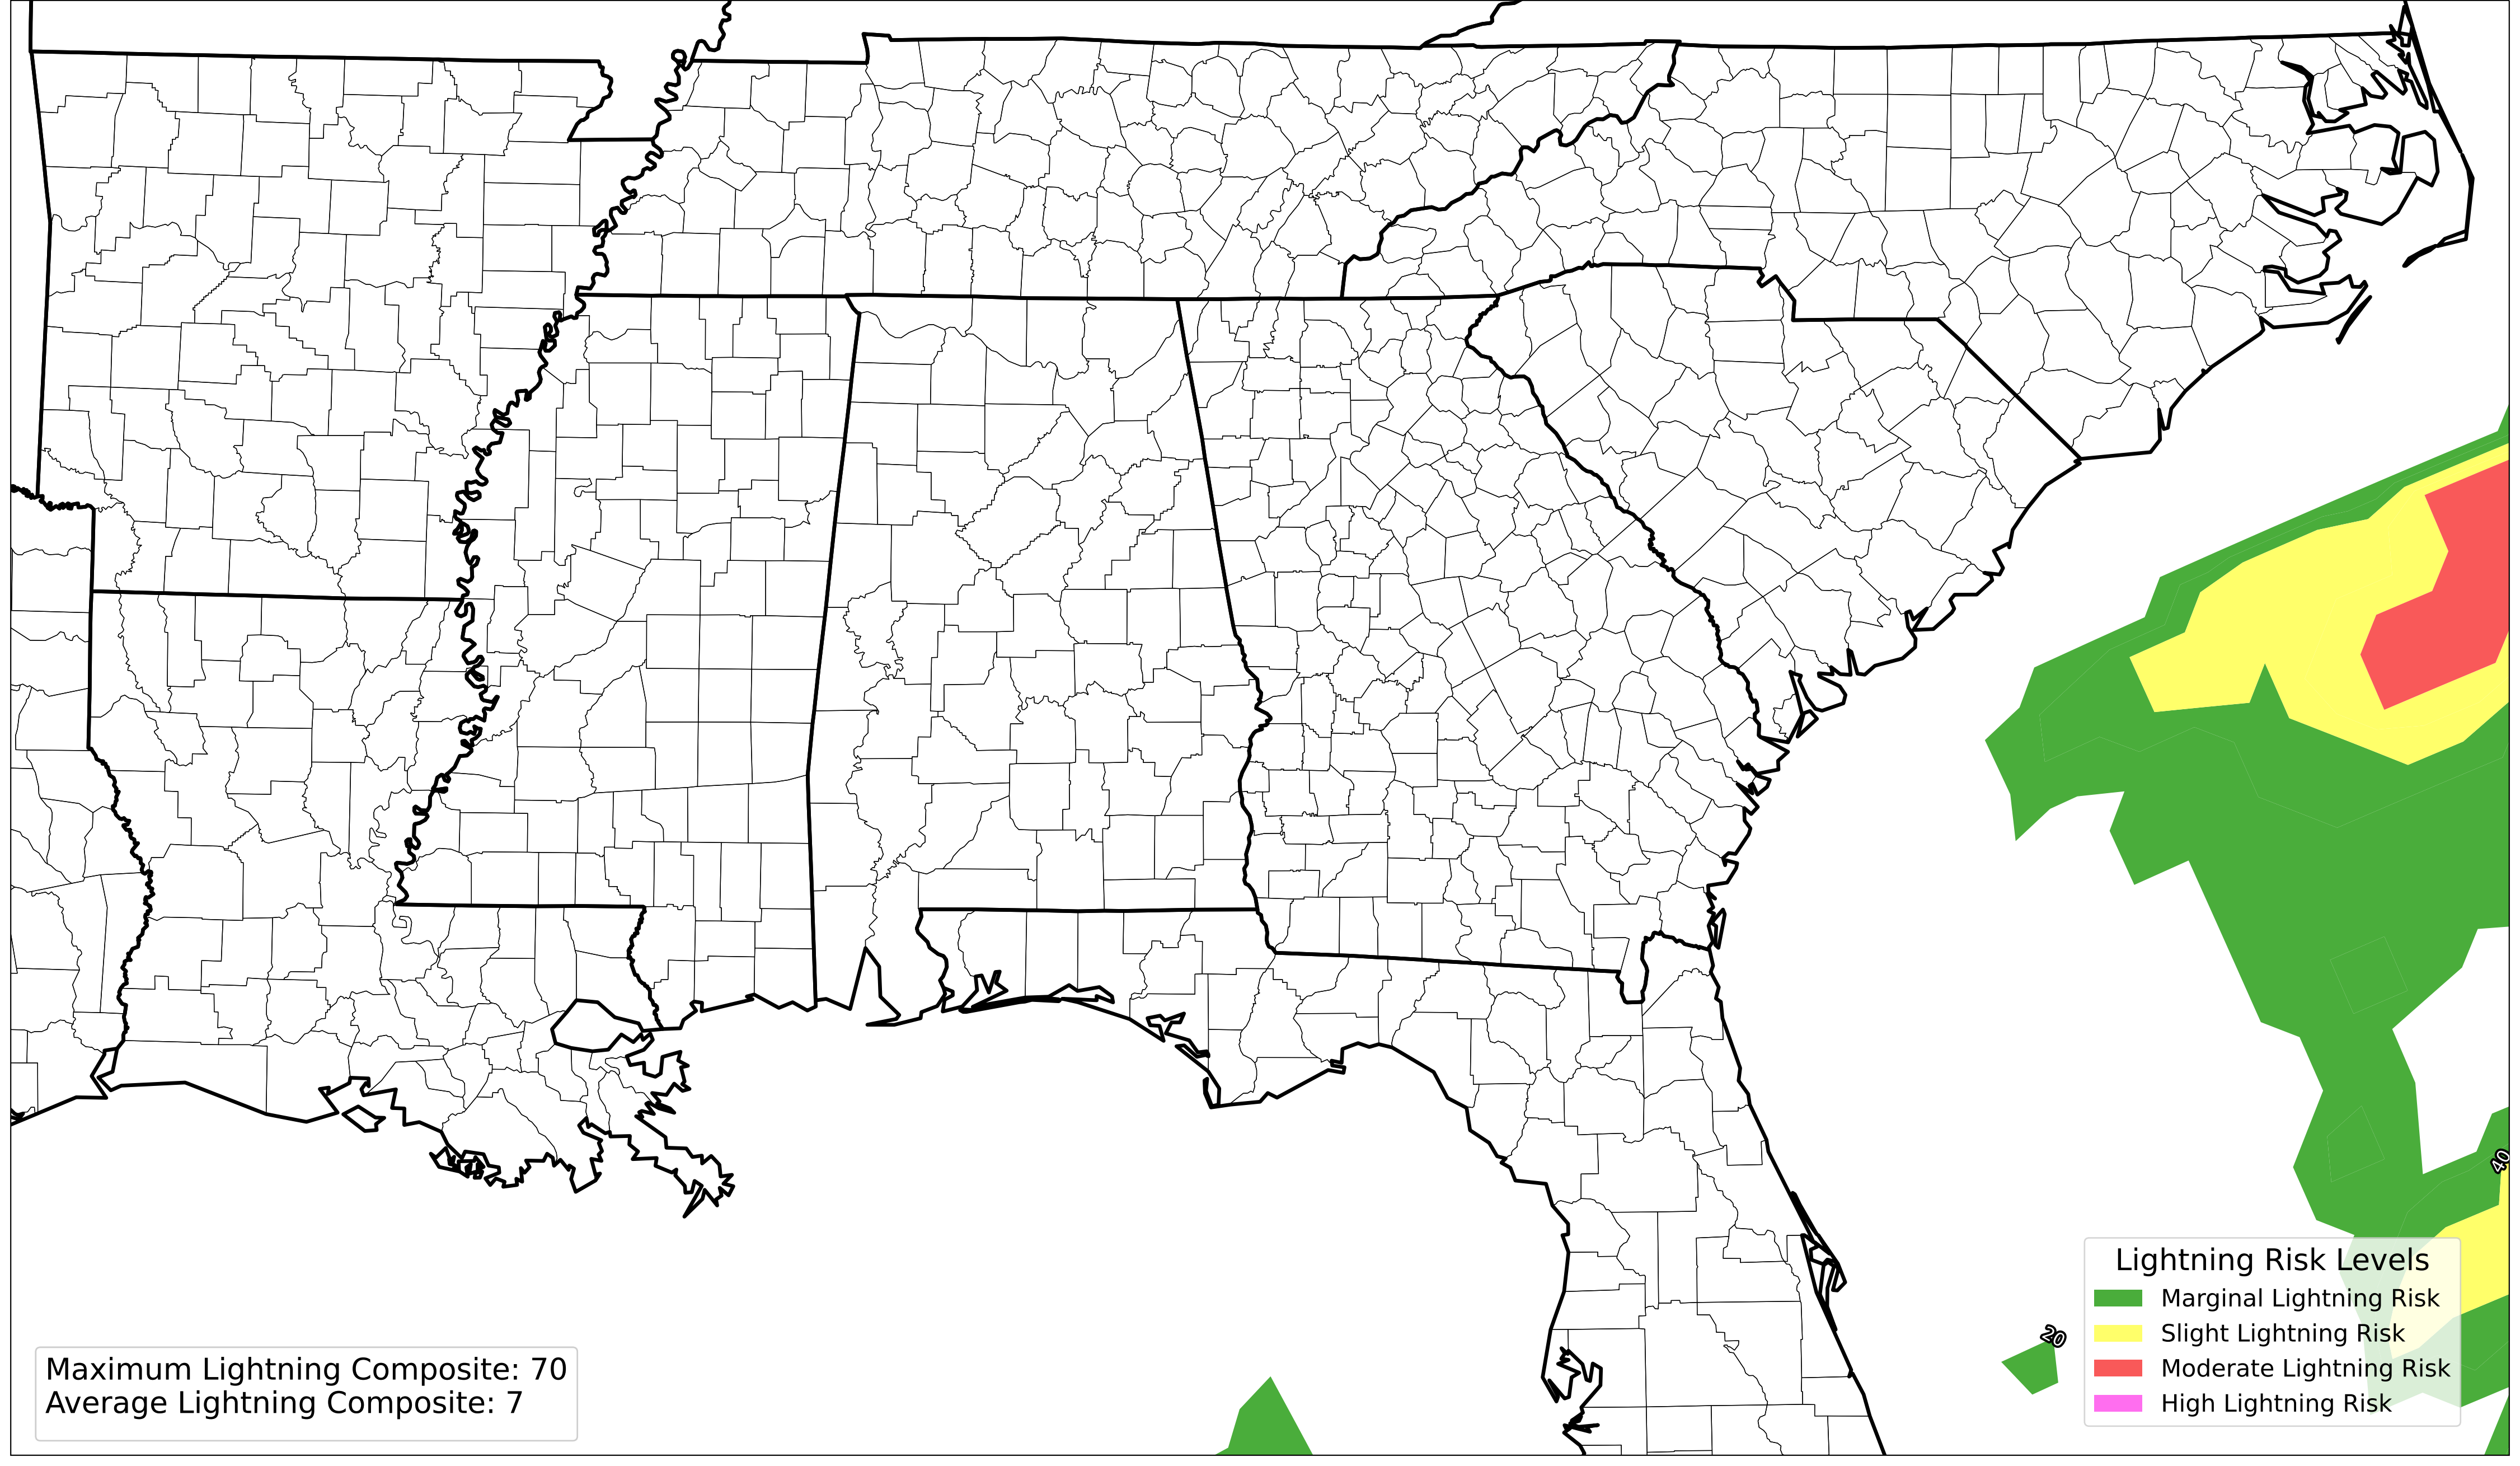 40
20
Lightning Risk Levels
Marginal Lightning Risk
Slight Lightning Risk
Moderate Lightning Risk
High Lightning Risk
Maximum Lightning Composite: 70
Average Lightning Composite: 7